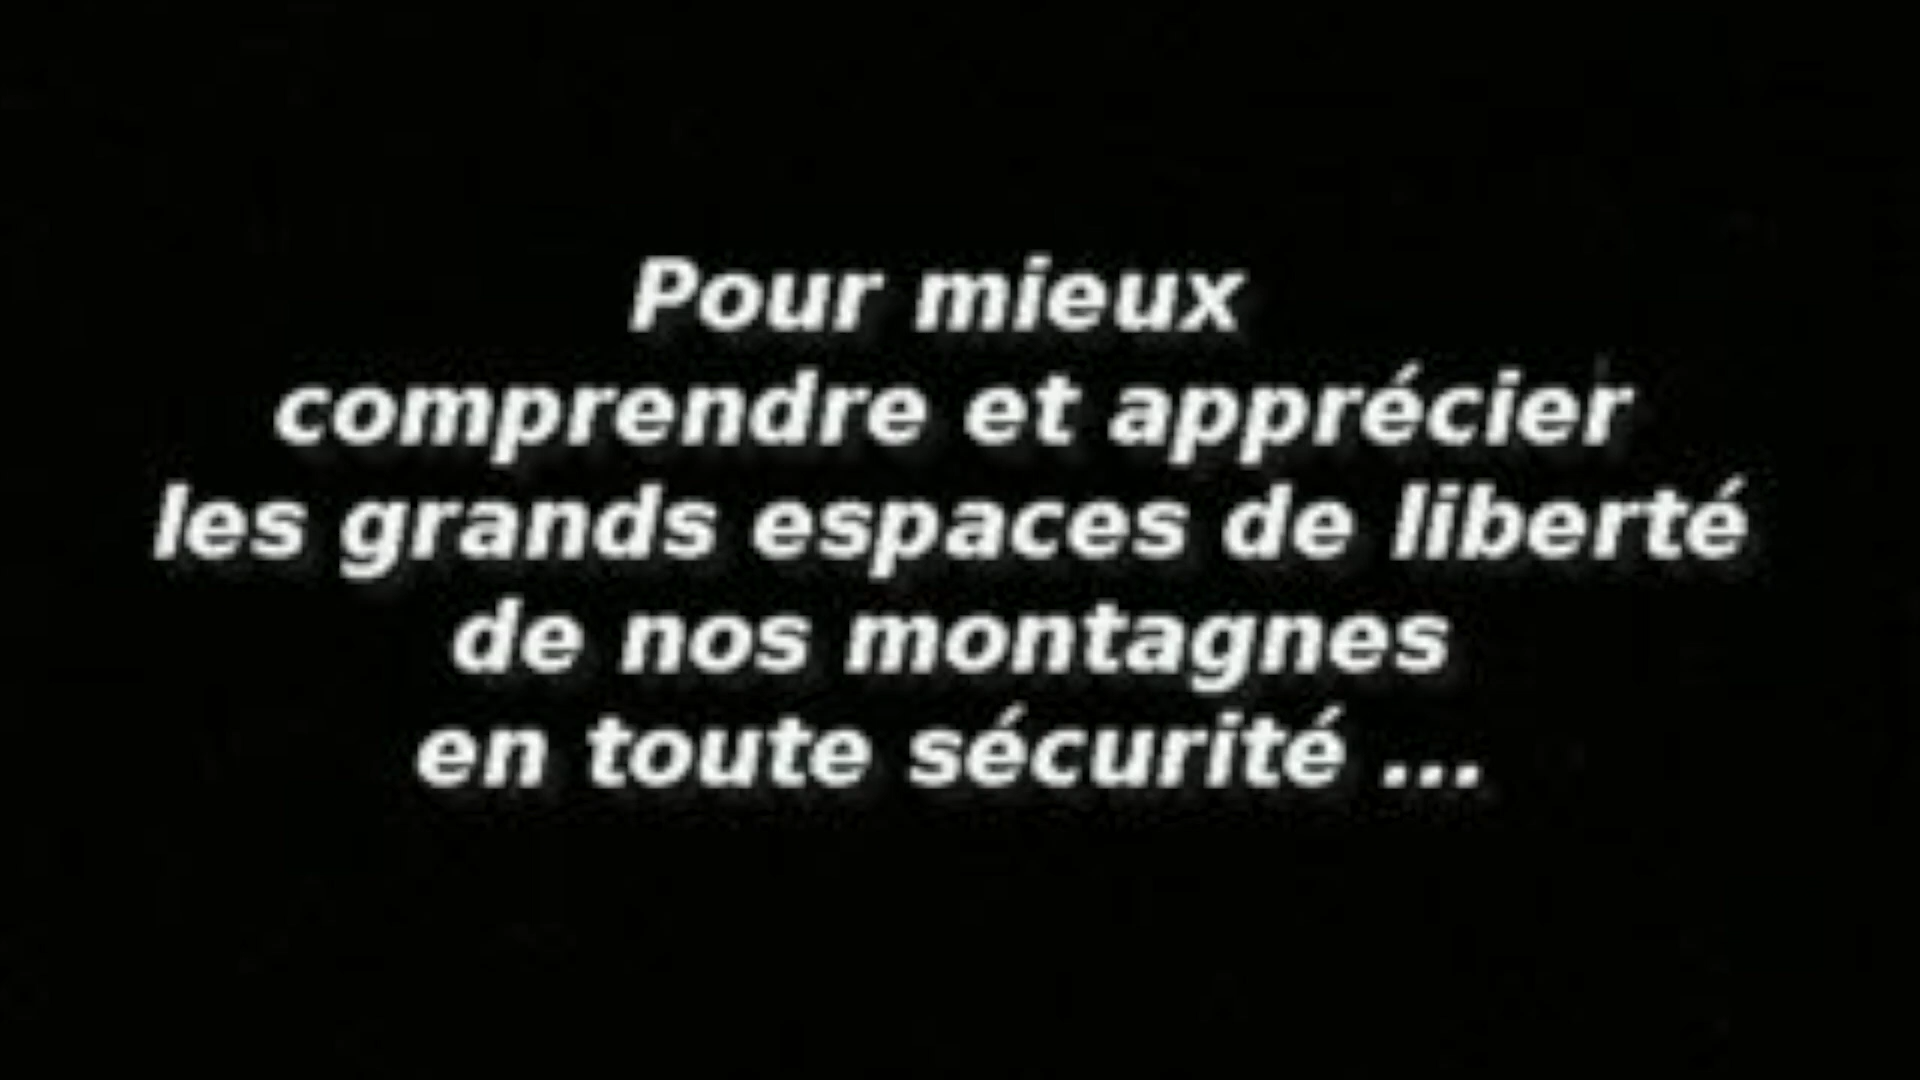 Pour mieux
comprendre et apprécier
les grands espaces de liberté
de nos montagnes
en toute sécurité ...